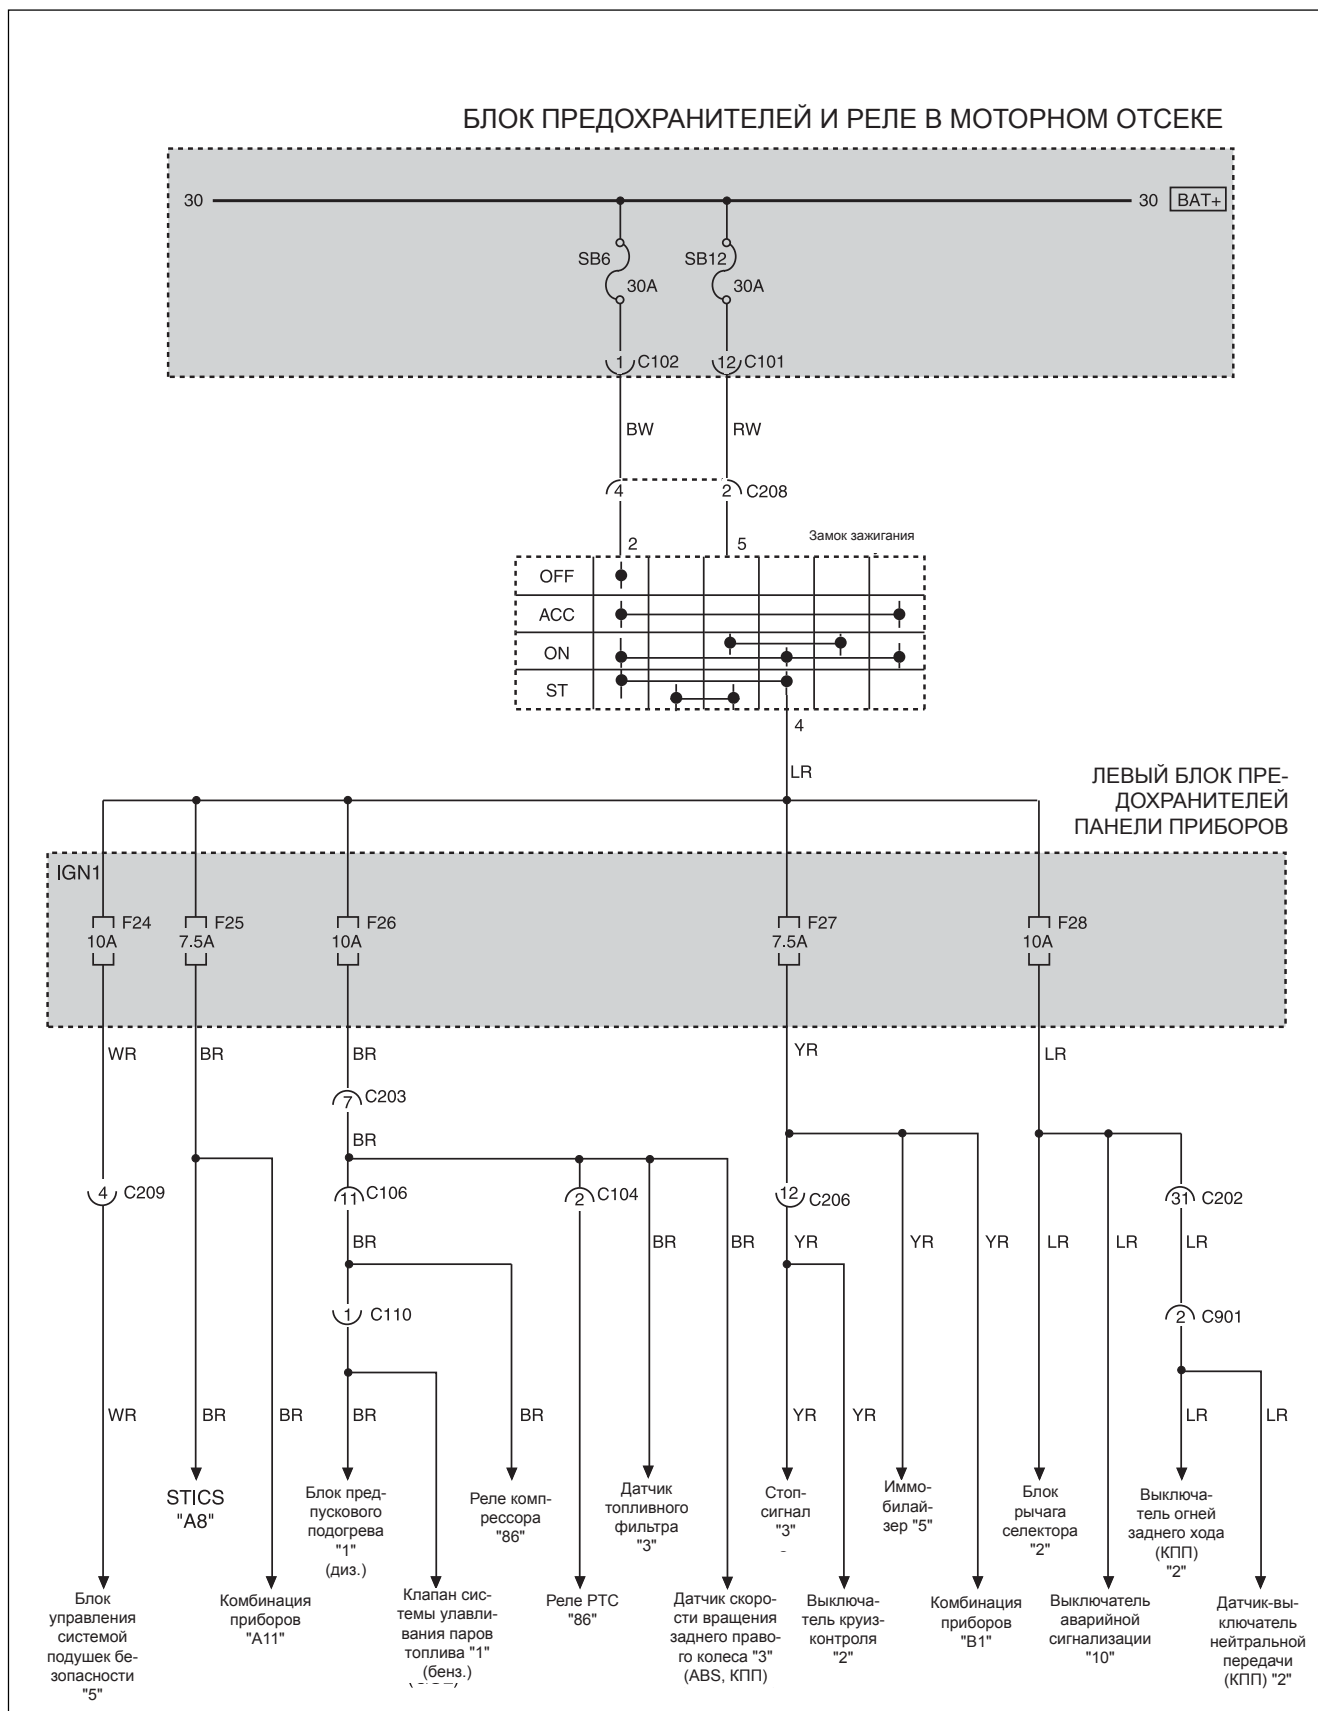 БЛОК ПРЕДОХРАНИТЕЛЕЙ И РЕЛЕ В МОТОРНОМ ОТСЕКЕ
30
30 BAT+
SB6
30A
SB12
30A
1 C102
12 C101
BW
RW
4
2 C208
2
5
Замок зажигания
OFF
ACC
ON
ST
4
LR
ЛЕВЫЙ БЛОК ПРЕ-
ДОХРАНИТЕЛЕЙ
ПАНЕЛИ ПРИБОРОВ
IGN1
F24
10A
F25
7.5A
F26
10A
F27
7.5A
F28
10A
WR
BR
BR
YR
LR
7 C203
BR
4 C209
11 C106
2 C104
12 C206
31 C202
BR
BR
BR
YR
YR
YR
LR
LR
LR
1 C110
2 C901
WR
BR
BR
BR
BR
YR
YR
LR
LR
STICS
"A8"
Блок пред-
пускового
подогрева
"1"
(диз.)
Реле комп-
рессора
"86"
Датчик
топливного
фильтра
"3"
Стоп-
сигнал
"3"
Иммо-
билай-
зер "5"
Блок
рычага
селектора
"2"
Выключа-
тель огней
заднего хода
(КПП)
"2"
Блок
управления
системой
подушек бе-
зопасности
"5"
Комбинация
приборов
"A11"
Клапан сис-
темы улавли-
вания паров
топлива "1"
(бенз.)
Реле РТС
"86"
Датчик скоро-
сти вращения
заднего право-
го колеса "3"
(ABS, КПП)
Выключа-
тель круиз-
контроля
"2"
Комбинация
приборов
"B1"
Выключатель
аварийной
сигнализации
"10"
Датчик-вы-
ключатель
нейтральной
передачи
(КПП) "2"